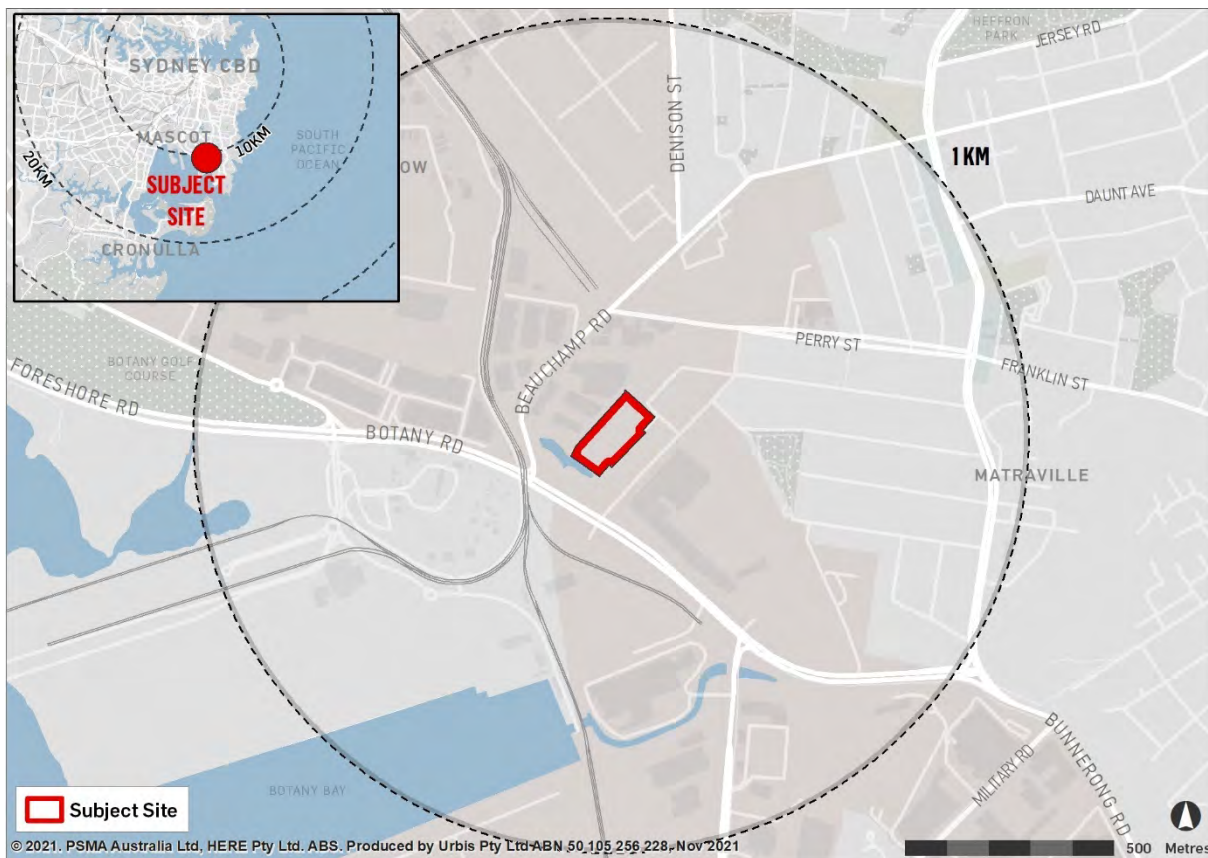 SYDNEY CBD
MASCOT
10KM
SOUTH
PACIFIC
OCEAN
20KM
SUBJECT
SITE
CRONULLA
OW
HEFFRON
PARK
JERSEY RD
DENISON ST
1KM
DAUNT AVE
BEAUCHAMP RD
PERRY ST
FRANKLIN ST
BOTANY GOLF
COURSE
FORESHORE RD
BOTANY RD
MATRAVILLE
BOTANY BAY
MILITARY RD
BUNNERONG RD
Subject Site
© 2021. PSMA Australia Ltd, HERE Pty Ltd. ABS. Produced by Urbis Pty Ltd ABN 50 105 256 228, Nov 2021
500 Metres